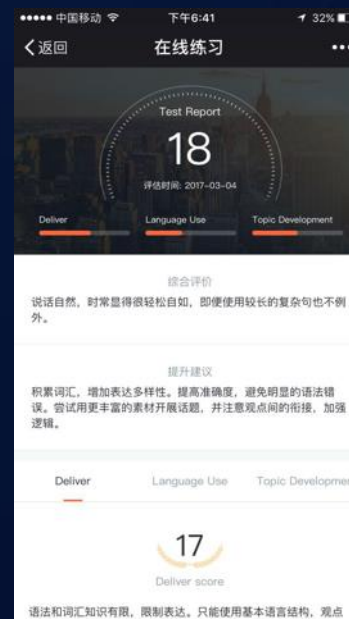 中国移动 下午6:41 32%
返回 在线练习
Test Report
18
评估时间: 2017-03-04
Deliver Language Use Topic Development
综合评价
说话自然，时常显得很轻松自如，即便使用较长的复杂句也不例
外。
提升建议
积累词汇，增加表达多样性。提高准确度，避免明显的语法错
误。尝试用更丰富的素材开展话题，并注意观点间的衔接，加强
逻辑。
Deliver Language Use Topic Developmen
17
Deliver score
语法和词汇知识有限，限制表达。只能使用基本语言结构，观点